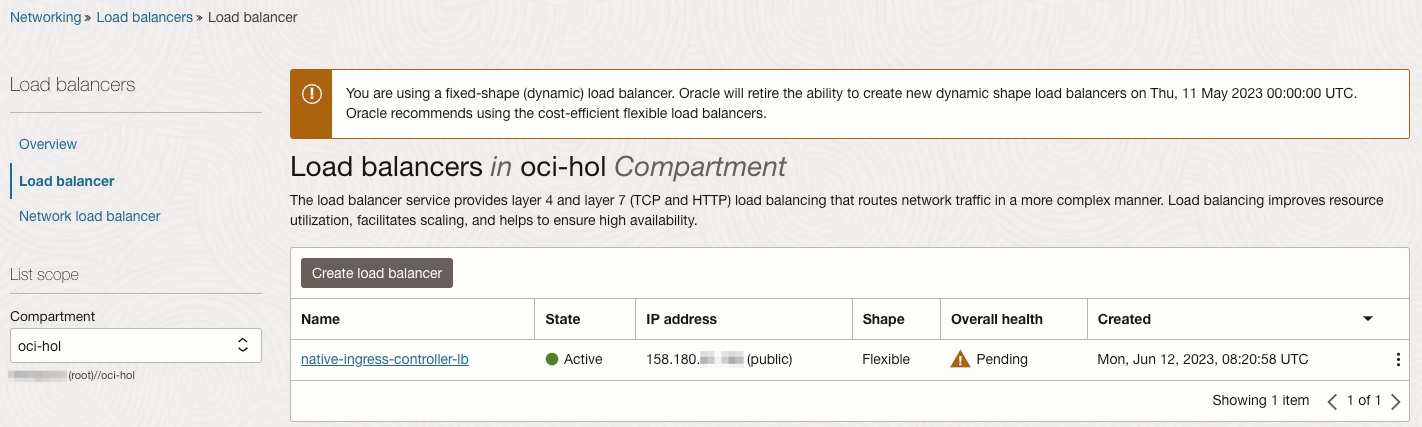 Networking » Load balancers » Load balancer
Load balancers
Overview
Load balancer
Network load balancer
List scope
Compartment
oci-hol
(root)//oci-hol
You are using a fixed-shape (dynamic) load balancer. Oracle will retire the ability to create new dynamic shape load balancers on Thu, 11 May 2023 00:00:00 UTC.
Oracle recommends using the cost-efficient flexible load balancers.
Load balancers in oci-hol Compartment
The load balancer service provides layer 4 and layer 7 (TCP and HTTP) load balancing that routes network traffic in a more complex manner. Load balancing improves resource
utilization, facilitates scaling, and helps to ensure high availability.
Create load balancer
Name State IP address Shape Overall health Created
native-ingress-controller-lb Active 158.180. (public) Flexible Pending Mon, Jun 12, 2023, 08:20:58 UTC
Showing 1 item 1 of 1